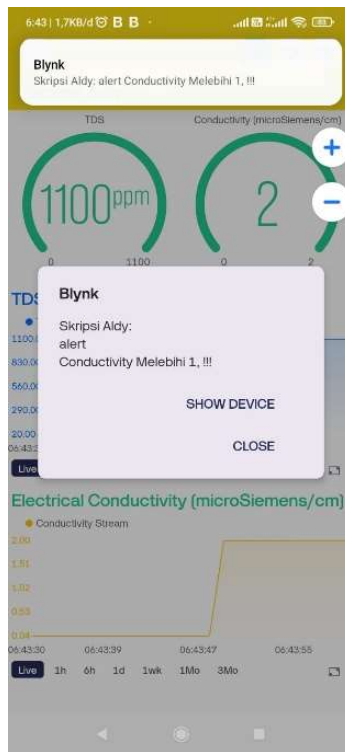 6:43 | 1,7KB/d B B
Blynk
Skripsi Aldy: alert Conductivity Melebihi 1, !!!
TDS
Conductivity (microSiemens/cm)
+
−
1100 ppm
2
0
1100
0
2
Blynk
Skripsi Aldy:
alert
Conductivity Melebihi 1, !!!
SHOW DEVICE
CLOSE
TDS
830.00
560.00
290.00
20.00
Live
Electrical Conductivity (microSiemens/cm)
Conductivity Stream
2.00
1.51
1.02
0.53
0.04
06:43:30
06:43:39
06:43:47
06:43:55
Live 1h 6h 1d 1wk 1Mo 3Mo